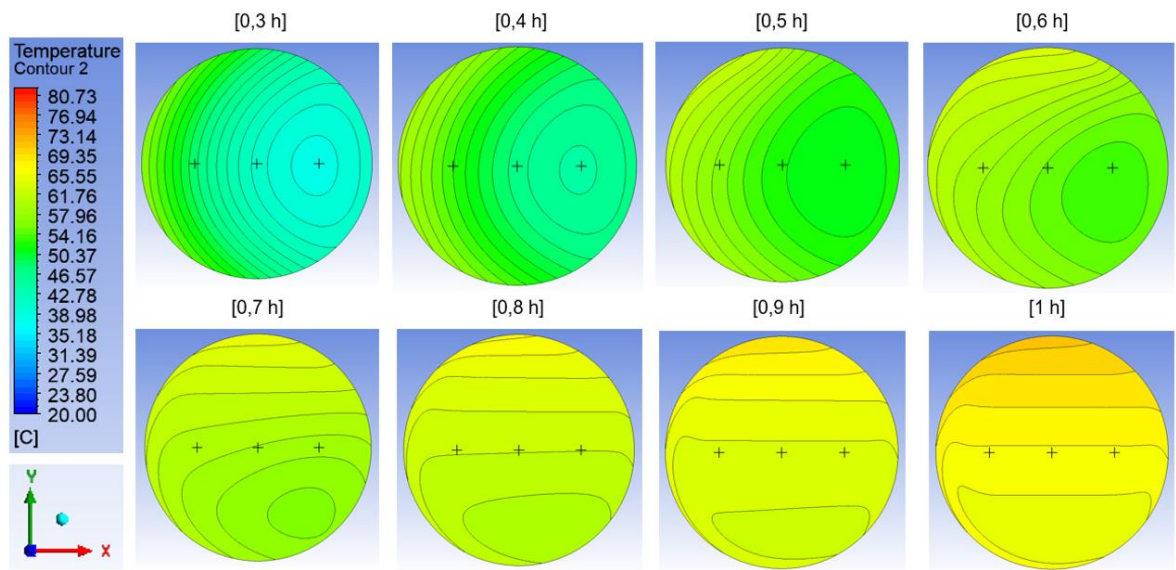 [0,3 h]
[0,4 h]
[0,5 h]
[0,6 h]
Temperature
Contour 2
80.73
76.94
73.14
69.35
65.55
61.76
57.96
54.16
50.37
46.57
42.78
38.98
35.18
31.39
27.59
23.80
20.00
[C]
[0,7 h]
[0,8 h]
[0,9 h]
[1 h]
Y
X